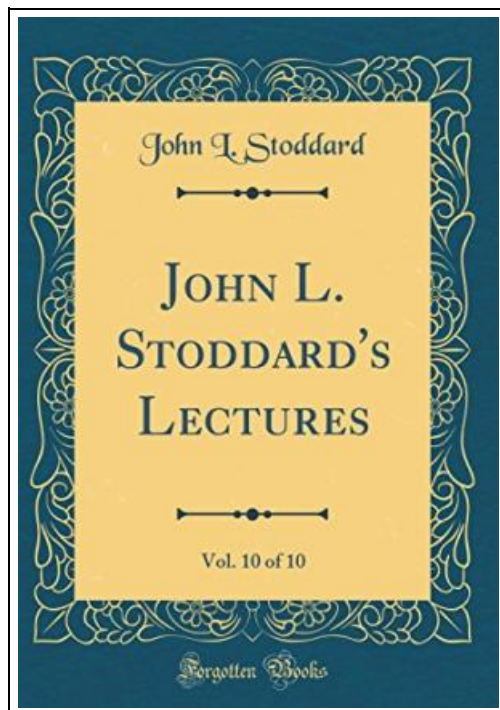 John L. Stoddard
JOHN L.
STODDARD'S
LECTURES
Vol. 10 of 10
Forgotten Books